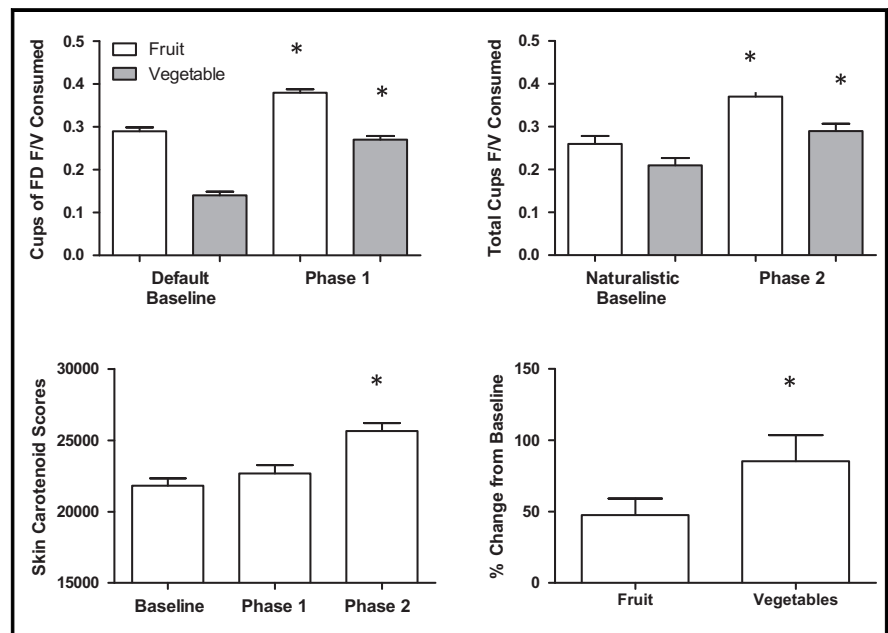 Cups of FD F/V Consumed
0.5
0.4
0.3
0.2
0.1
0.0
Fruit
Vegetable
*
*
Default
Baseline
Phase 1
Total Cups F/V Consumed
0.5
0.4
0.3
0.2
0.1
0.0
*
*
Naturalistic
Baseline
Phase 2
Skin Carotenoid Scores
30000
25000
20000
15000
*
Baseline
Phase 1
Phase 2
% Change from Baseline
150
100
50
0
*
Fruit
Vegetables